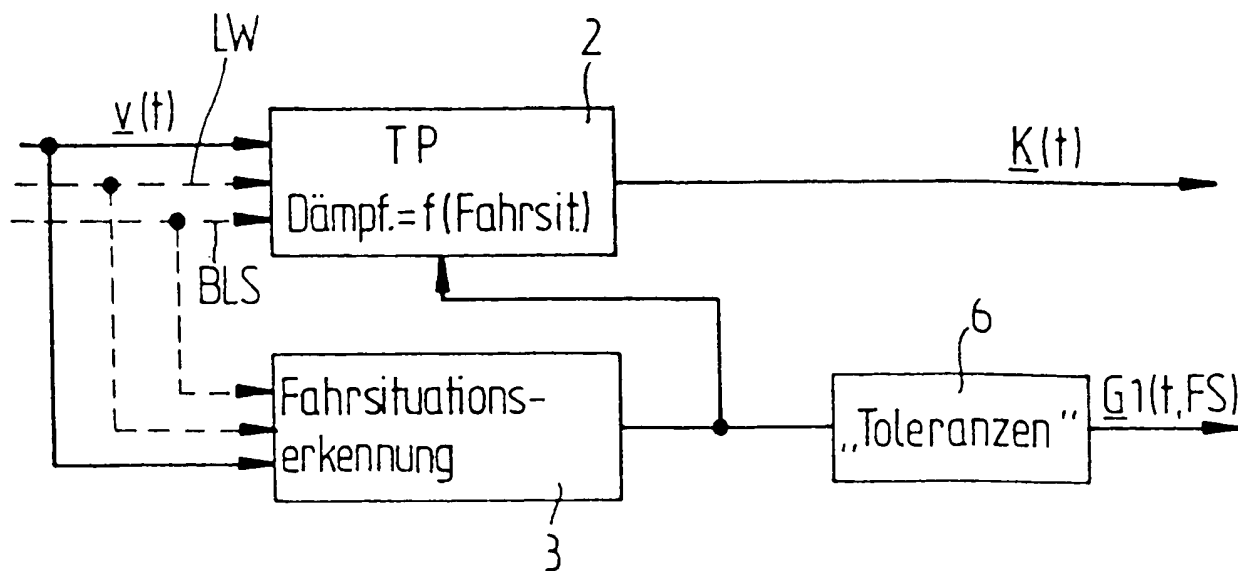 LW
2
v(t)
TP
K(t)
Dämpf.=f(Fahrsit.)
BLS
6
Fahrsituations-
erkennung
„Toleranzen“
G1(t,FS)
3